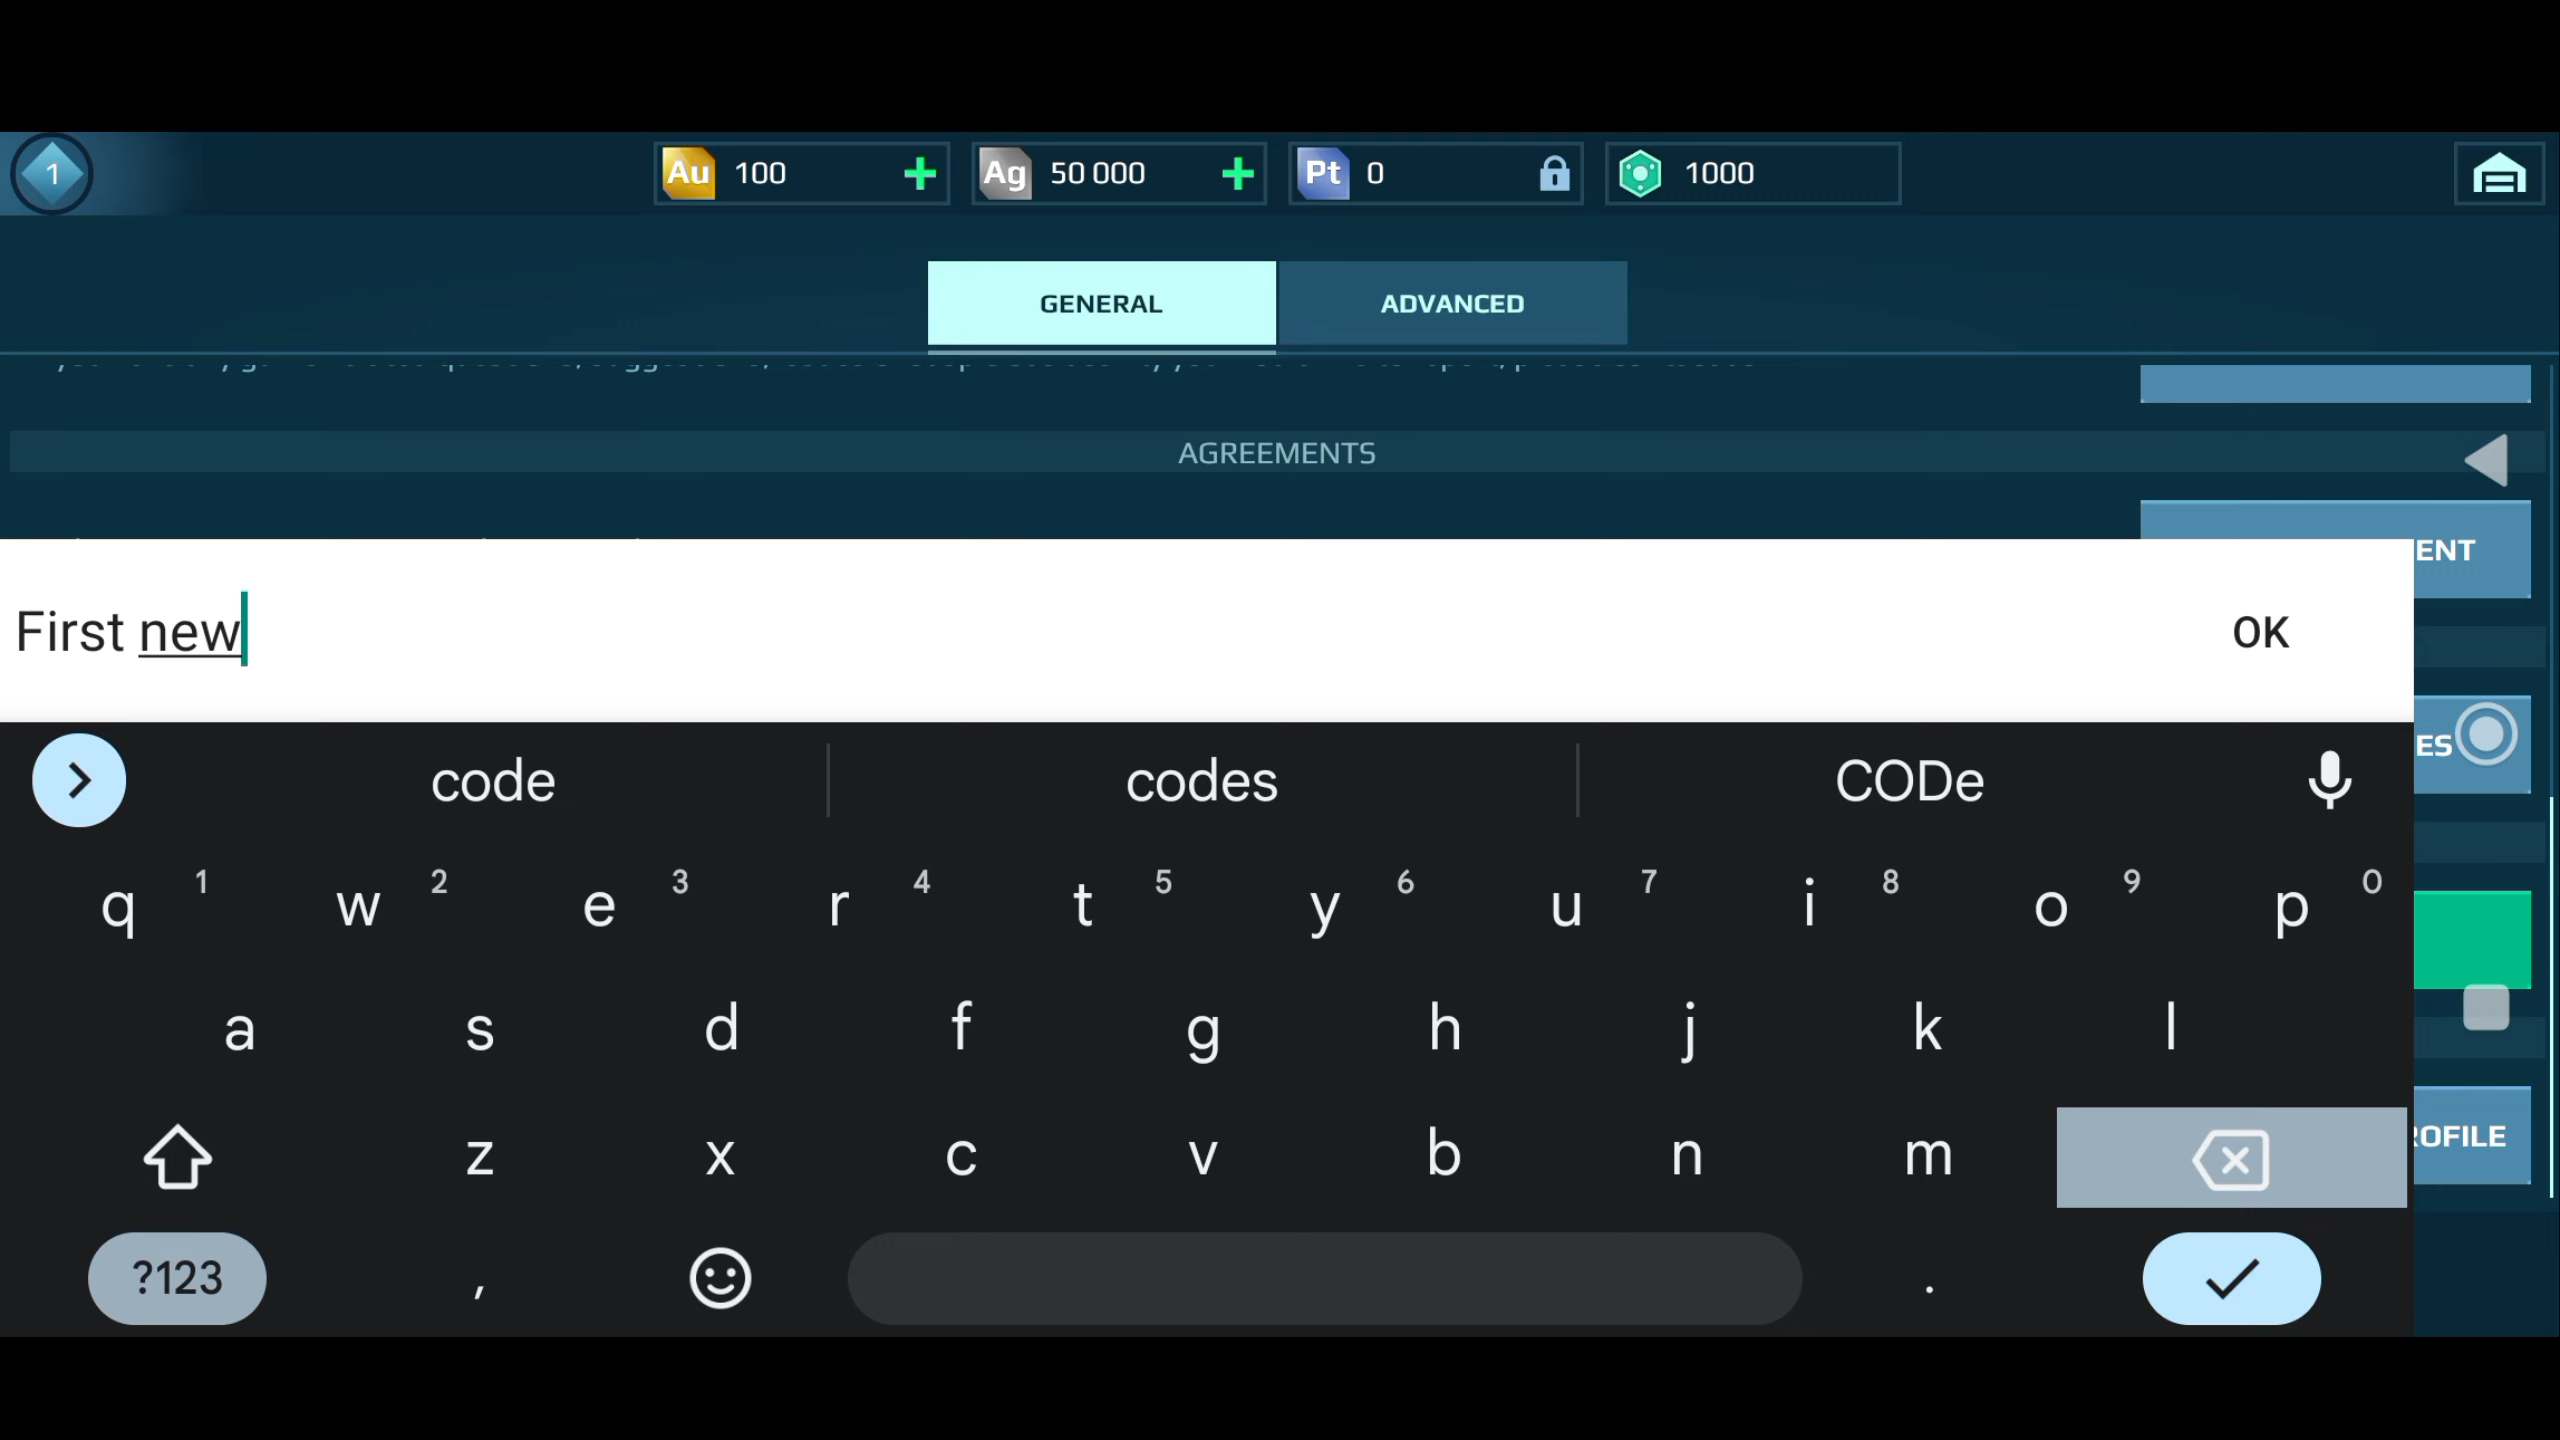 1
Au 100 + Ag 50 000 + Pt 0 1000
GENERAL ADVANCED
AGREEMENTS
ENT
First new OK
ES
code codes CODe
q 1 w 2 e 3 r 4 t 5 y 6 u 7 i 8 o 9 p 0
a s d f g h j k l
z x c v b n m
ROFILE
?123 , .